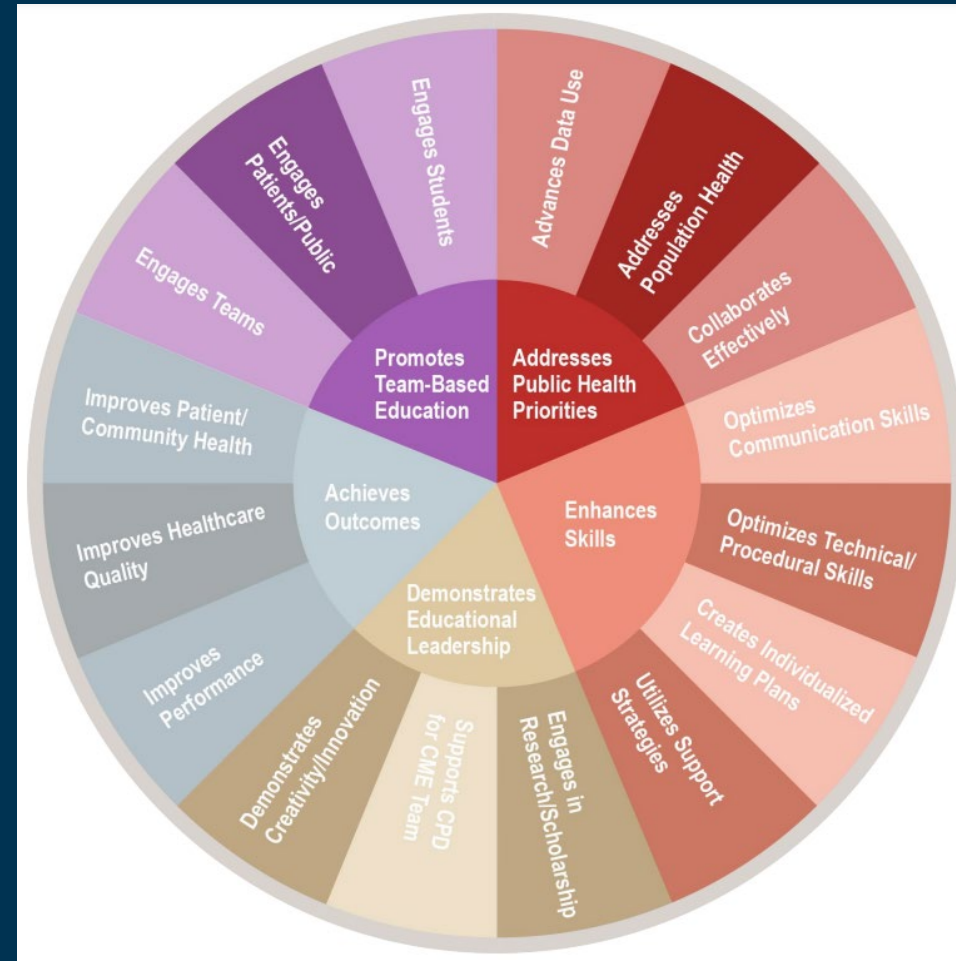 Promotes
Team-Based
Education
Addresses
Public Health
Priorities
Enhances
Skills
Demonstrates
Educational
Leadership
Achieves
Outcomes
Advances Data Use
Addresses
Population Health
Collaborates
Effectively
Optimizes
Communication Skills
Optimizes Technical/
Procedural Skills
Creates Individualized
Learning Plans
Utilizes Support
Strategies
Engages in
Research/Scholarship
Supports CPD
for CME Team
Demonstrates
Creativity/Innovation
Improves
Performance
Improves Healthcare
Quality
Improves Patient/
Community Health
Engages Teams
Engages
Patients/Public
Engages Students